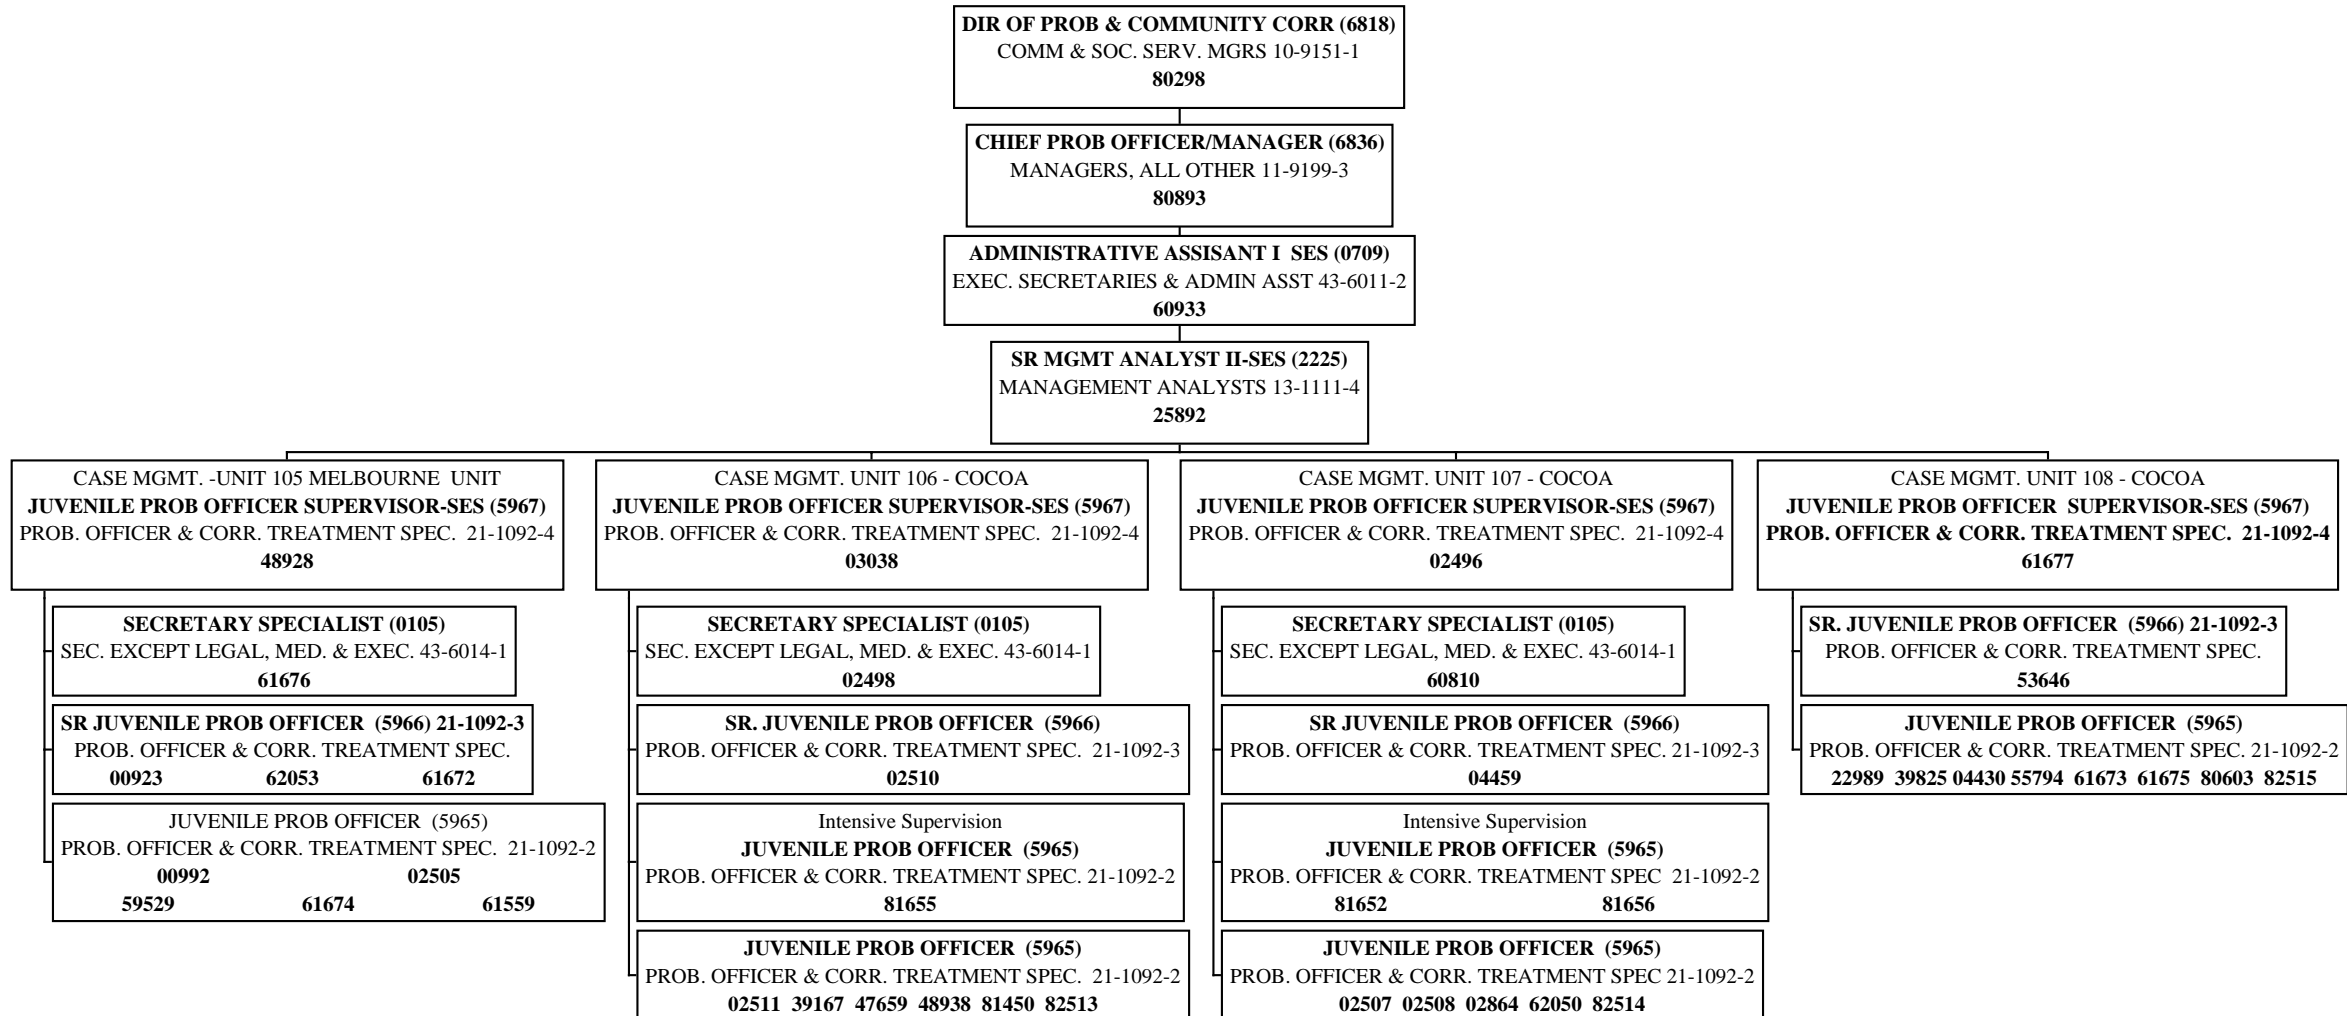 DIR OF PROB & COMMUNITY CORR (6818)
COMM & SOC. SERV. MGRS 10-9151-1
80298
CHIEF PROB OFFICER/MANAGER (6836)
MANAGERS, ALL OTHER 11-9199-3
80893
ADMINISTRATIVE ASSISANT I SES (0709)
EXEC. SECRETARIES & ADMIN ASST 43-6011-2
60933
SR MGMT ANALYST II-SES (2225)
MANAGEMENT ANALYSTS 13-1111-4
25892
CASE MGMT. -UNIT 105 MELBOURNE UNIT
JUVENILE PROB OFFICER SUPERVISOR-SES (5967)
PROB. OFFICER & CORR. TREATMENT SPEC. 21-1092-4
48928
SECRETARY SPECIALIST (0105)
SEC. EXCEPT LEGAL, MED. & EXEC. 43-6014-1
61676
SR JUVENILE PROB OFFICER (5966) 21-1092-3
PROB. OFFICER & CORR. TREATMENT SPEC.
00923 62053 61672
JUVENILE PROB OFFICER (5965)
PROB. OFFICER & CORR. TREATMENT SPEC. 21-1092-2
00992 02505
59529 61674 61559
CASE MGMT. UNIT 106 - COCOA
JUVENILE PROB OFFICER SUPERVISOR-SES (5967)
PROB. OFFICER & CORR. TREATMENT SPEC. 21-1092-4
03038
SECRETARY SPECIALIST (0105)
SEC. EXCEPT LEGAL, MED. & EXEC. 43-6014-1
02498
SR. JUVENILE PROB OFFICER (5966)
PROB. OFFICER & CORR. TREATMENT SPEC. 21-1092-3
02510
Intensive Supervision
JUVENILE PROB OFFICER (5965)
PROB. OFFICER & CORR. TREATMENT SPEC. 21-1092-2
81655
JUVENILE PROB OFFICER (5965)
PROB. OFFICER & CORR. TREATMENT SPEC. 21-1092-2
02511 39167 47659 48938 81450 82513
CASE MGMT. UNIT 107 - COCOA
JUVENILE PROB OFFICER SUPERVISOR-SES (5967)
PROB. OFFICER & CORR. TREATMENT SPEC. 21-1092-4
02496
SECRETARY SPECIALIST (0105)
SEC. EXCEPT LEGAL, MED. & EXEC. 43-6014-1
60810
SR JUVENILE PROB OFFICER (5966)
PROB. OFFICER & CORR. TREATMENT SPEC. 21-1092-3
04459
Intensive Supervision
JUVENILE PROB OFFICER (5965)
PROB. OFFICER & CORR. TREATMENT SPEC 21-1092-2
81652 81656
JUVENILE PROB OFFICER (5965)
PROB. OFFICER & CORR. TREATMENT SPEC 21-1092-2
02507 02508 02864 62050 82514
CASE MGMT. UNIT 108 - COCOA
JUVENILE PROB OFFICER SUPERVISOR-SES (5967)
PROB. OFFICER & CORR. TREATMENT SPEC. 21-1092-4
61677
SR. JUVENILE PROB OFFICER (5966) 21-1092-3
PROB. OFFICER & CORR. TREATMENT SPEC.
53646
JUVENILE PROB OFFICER (5965)
PROB. OFFICER & CORR. TREATMENT SPEC. 21-1092-2
22989 39825 04430 55794 61673 61675 80603 82515